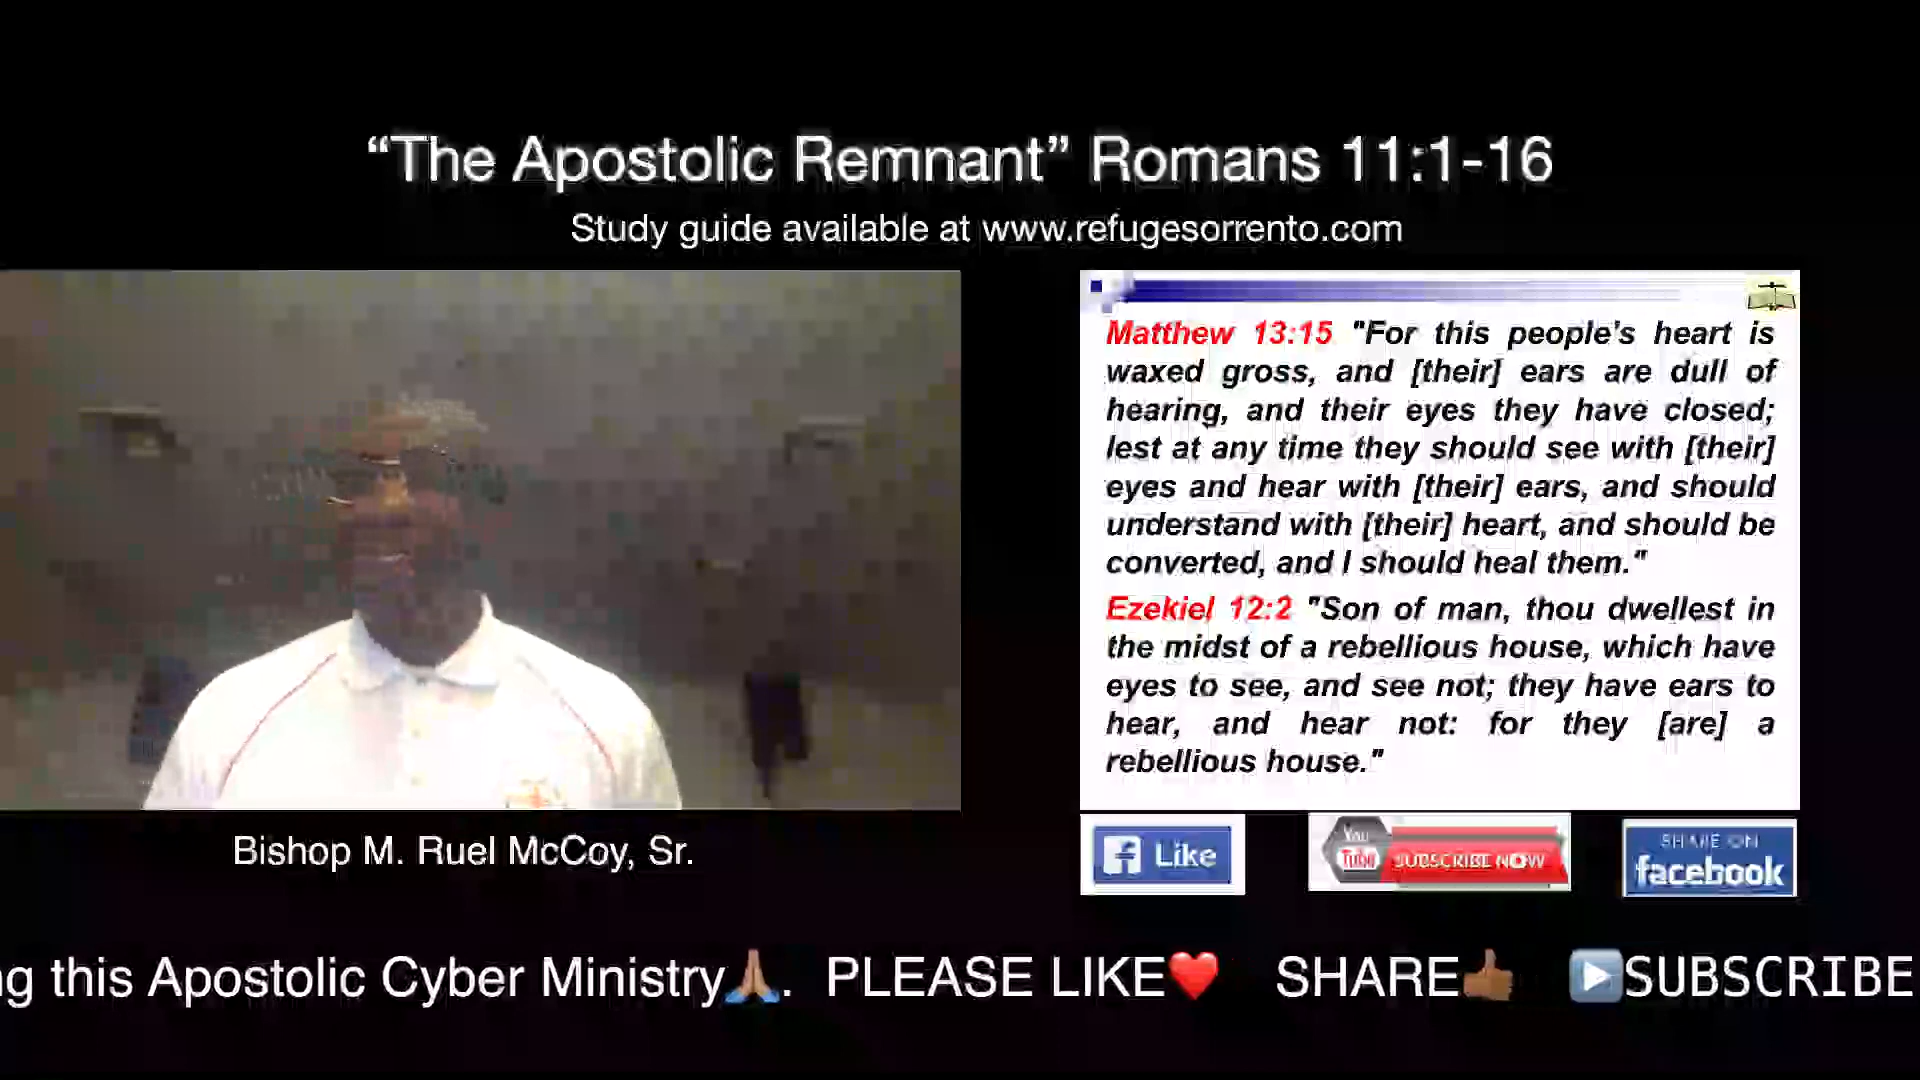 “The Apostolic Remnant” Romans 11:1-16
Study guide available at www.refugesorrento.com
Matthew 13:15 "For this people's heart is
waxed gross, and [their] ears are dull of
hearing, and their eyes they have closed;
lest at any time they should see with [their]
eyes and hear with [their] ears, and should
understand with [their] heart, and should be
converted, and I should heal them."
Ezekiel 12:2 "Son of man, thou dwellest in
the midst of a rebellious house, which have
eyes to see, and see not; they have ears to
hear, and hear not: for they [are] a
rebellious house."
Bishop M. Ruel McCoy, Sr.
Like
You
Tube
SUBSCRIBE NOW
SHARE ON
facebook
ng this Apostolic Cyber Ministry🙏🏽. PLEASE LIKE❤️ SHARE👍🏾 ▶️SUBSCRIBE